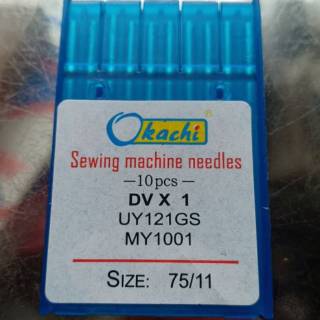 Okachi
Sewing machine needles
—10pcs—
DV X 1
UY121GS
MY1001
SIZE: 75/11